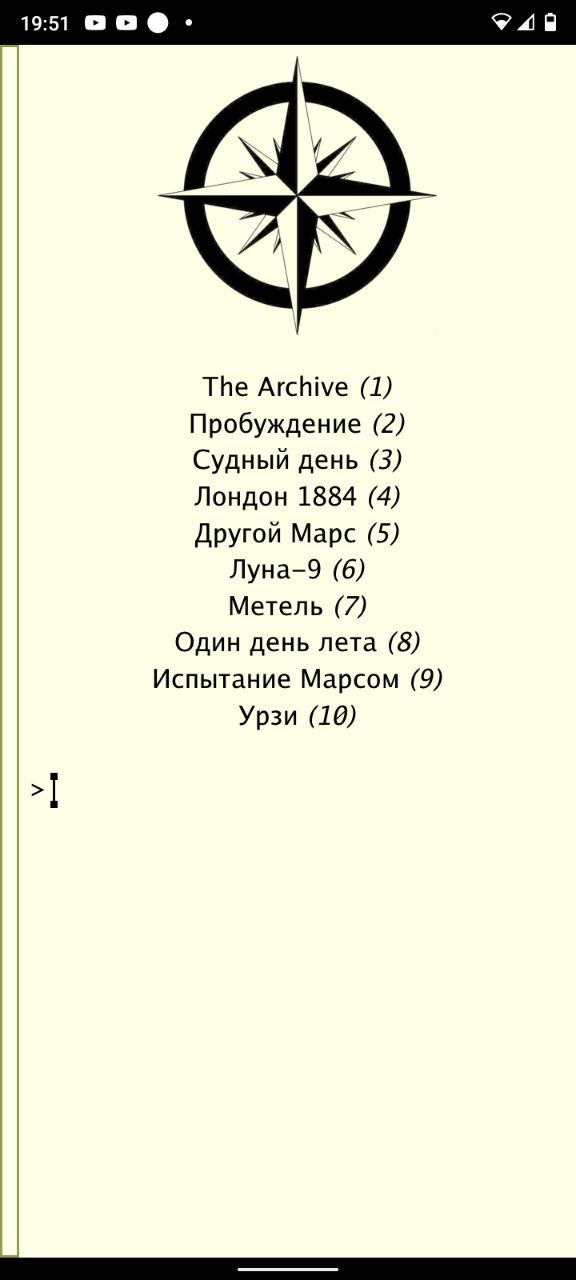 19:51
The Archive (1)
Пробуждение (2)
Судный день (3)
Лондон 1884 (4)
Другой Марс (5)
Луна-9 (6)
Метель (7)
Один день лета (8)
Испытание Марсом (9)
Урзи (10)
>